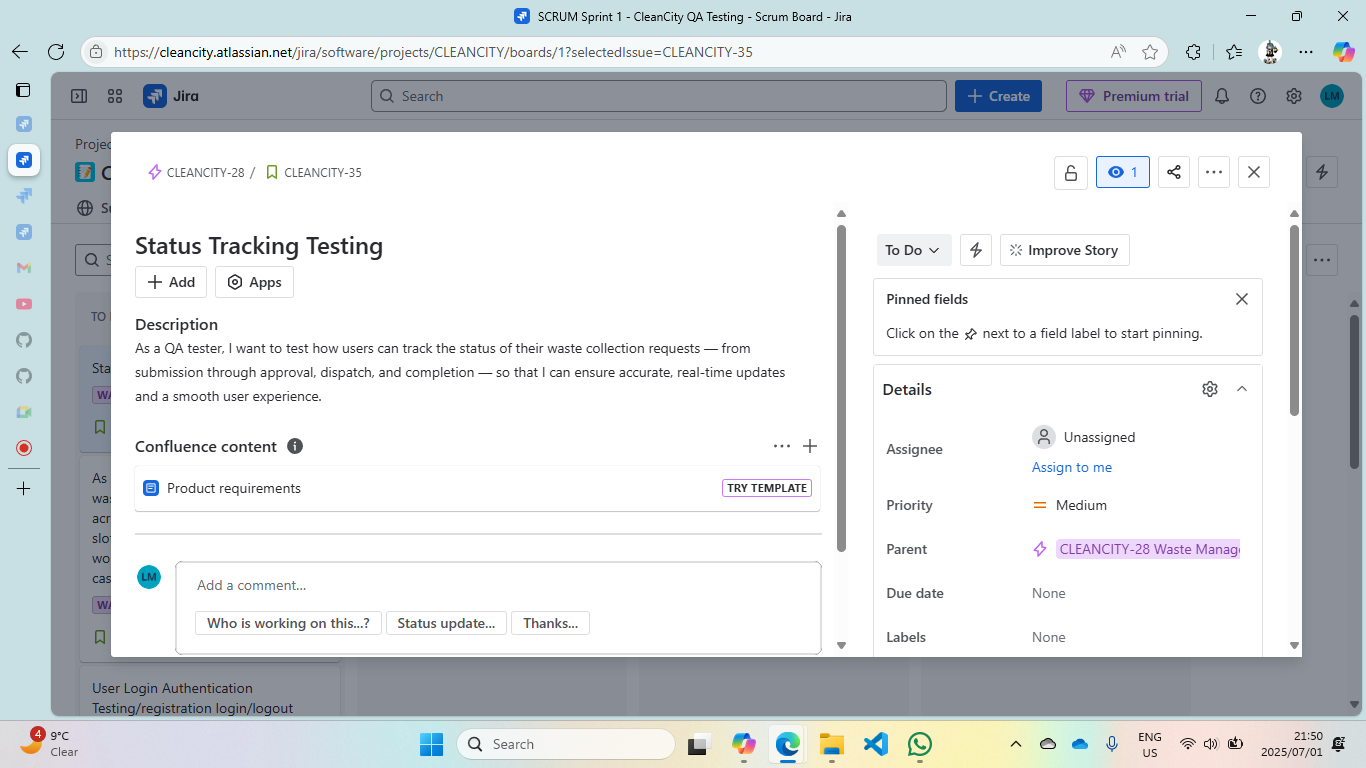 SCRUM Sprint 1 - CleanCity QA Testing - Scrum Board - Jira
https://cleancity.atlassian.net/jira/software/projects/CLEANCITY/boards/1?selectedIssue=CLEANCITY-35
Jira
Search
Create
Premium trial
LM
Projec
CLEANCITY-28 / CLEANCITY-35
1
Status Tracking Testing
Add
Apps
Description
As a QA tester, I want to test how users can track the status of their waste collection requests — from
submission through approval, dispatch, and completion — so that I can ensure accurate, real-time updates
and a smooth user experience.
Confluence content
Product requirements
TRY TEMPLATE
LM
Add a comment...
Who is working on this...?
Status update...
Thanks...
To Do
Improve Story
Pinned fields
Click on the next to a field label to start pinning.
Details
Assignee
Unassigned
Assign to me
Priority
Medium
Parent
CLEANCITY-28 Waste Manage
Due date
None
Labels
None
TO
Sta
WA
As
was
acr
slo
wo
cas
WA
User Login Authentication
Testing/registration login/logout
4
9°C
Clear
Search
ENG
US
21:50
2025/07/01